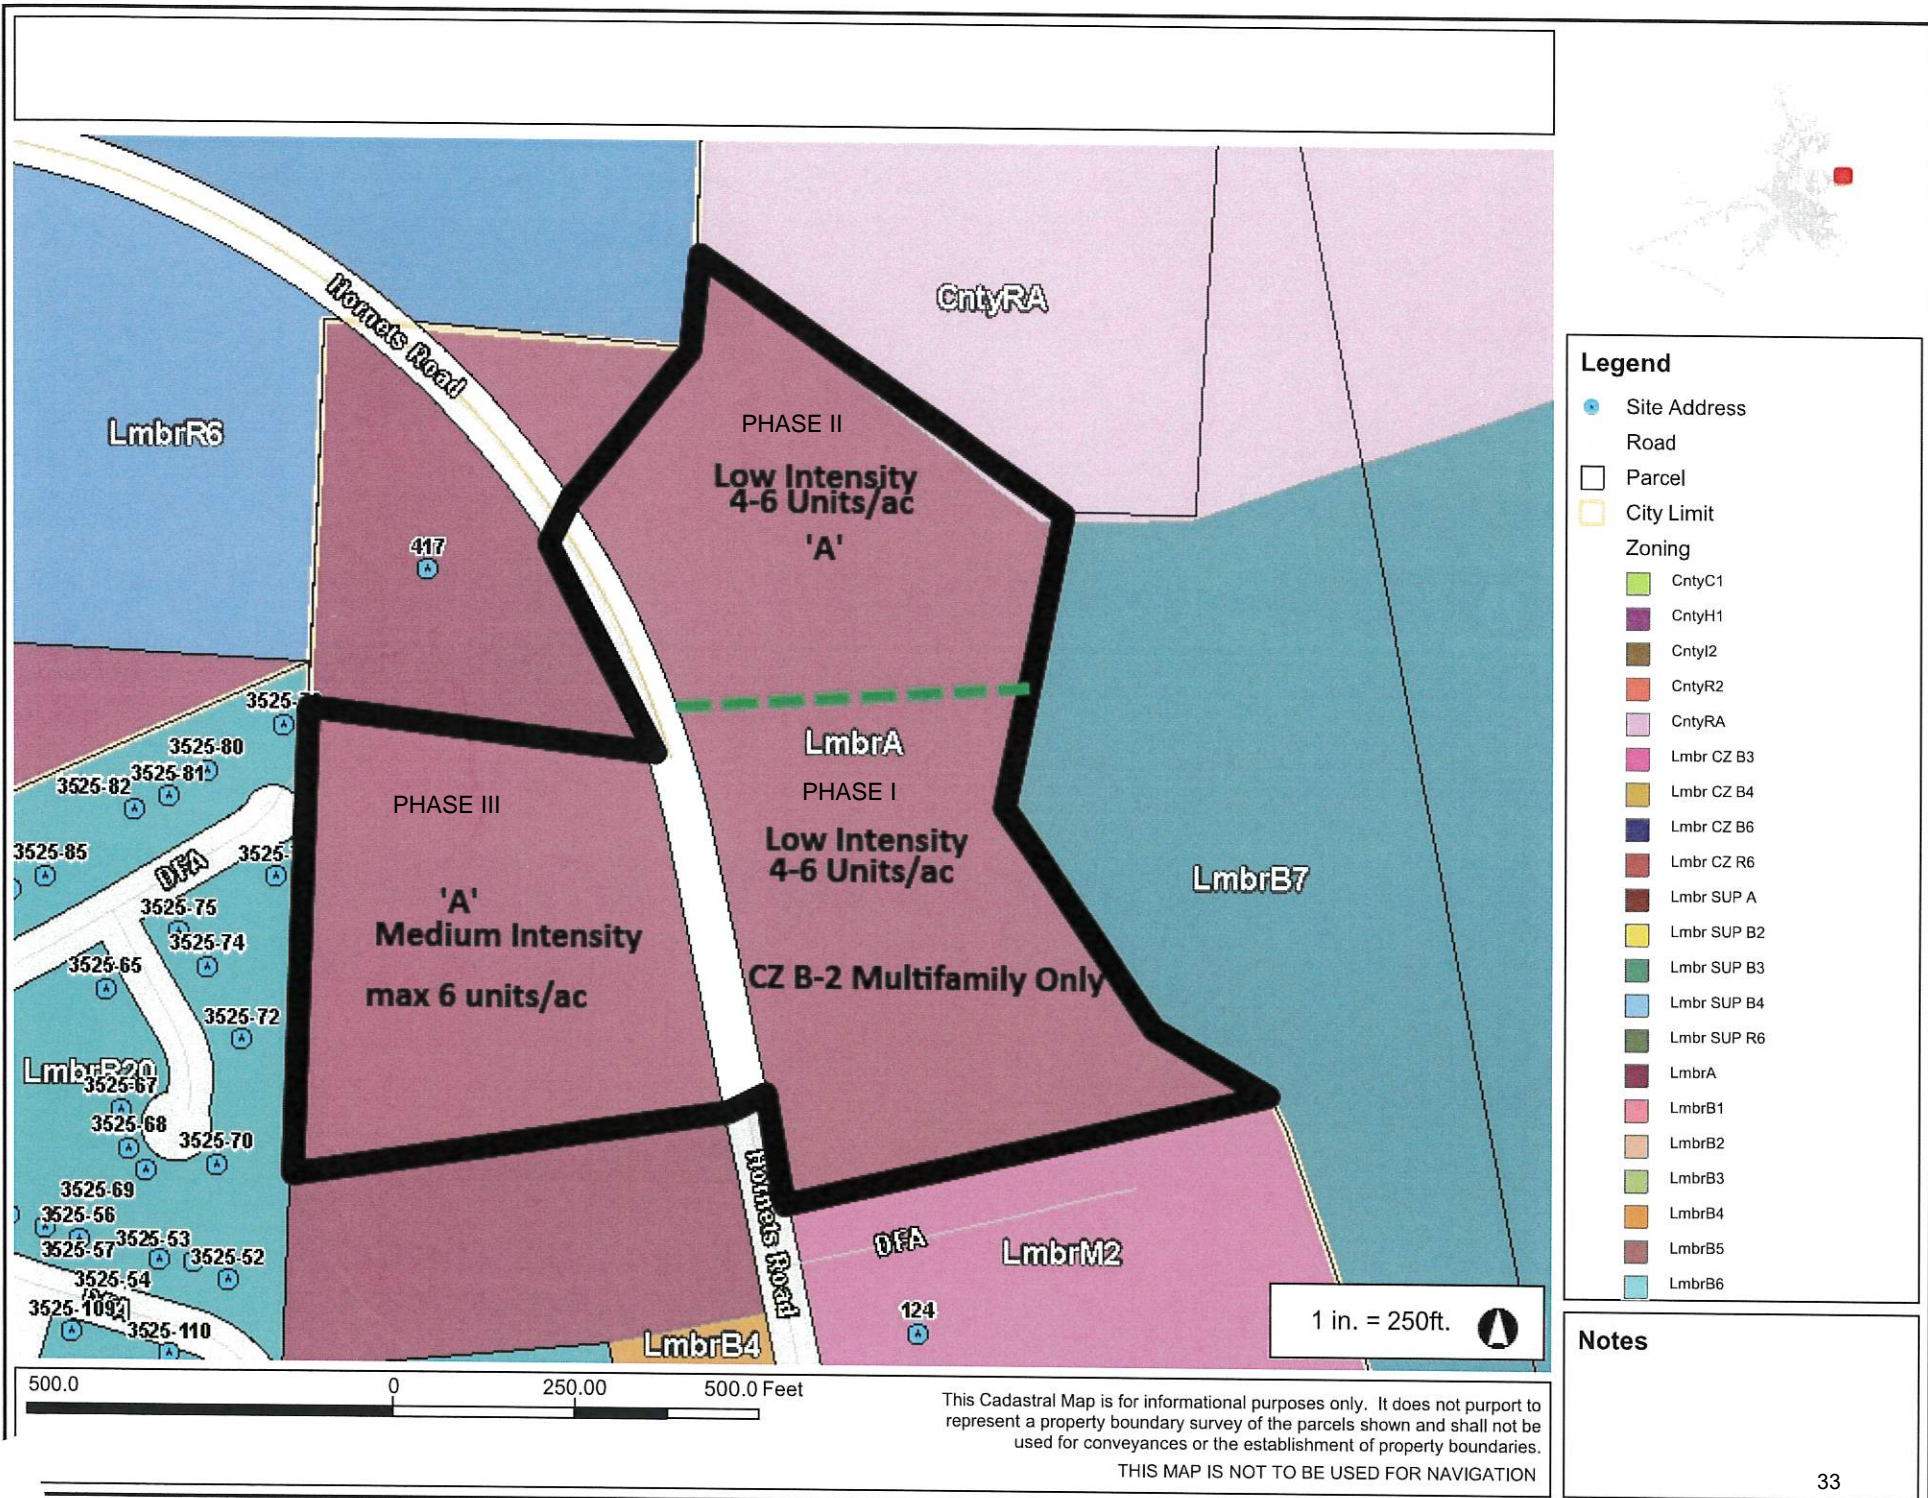 Hornets Road
CntyRA
LmbrR6
PHASE II
Low Intensity
4-6 Units/ac
'A'
417
LmbrA
PHASE I
Low Intensity
4-6 Units/ac
CZ B-2 Multifamily Only
PHASE III
'A'
Medium Intensity
max 6 units/ac
LmbrB7
3525-80
3525-81
3525-82
3525-85
DFA
3525-75
3525-74
3525-65
3525-72
LmbrR20
3525-67
3525-68
3525-70
3525-69
3525-56
3525-57
3525-53
3525-52
3525-54
3525-109
3525-110
Hornets Road
DFA
LmbrM2
124
LmbrB4
1 in. = 250ft.
500.0
0
250.00
500.0 Feet
This Cadastral Map is for informational purposes only. It does not purport to
represent a property boundary survey of the parcels shown and shall not be
used for conveyances or the establishment of property boundaries.
THIS MAP IS NOT TO BE USED FOR NAVIGATION
Legend
Site Address
Road
Parcel
City Limit
Zoning
CntyC1
CntyH1
CntyI2
CntyR2
CntyRA
Lmbr CZ B3
Lmbr CZ B4
Lmbr CZ B6
Lmbr CZ R6
Lmbr SUP A
Lmbr SUP B2
Lmbr SUP B3
Lmbr SUP B4
Lmbr SUP R6
LmbrA
LmbrB1
LmbrB2
LmbrB3
LmbrB4
LmbrB5
LmbrB6
Notes
33